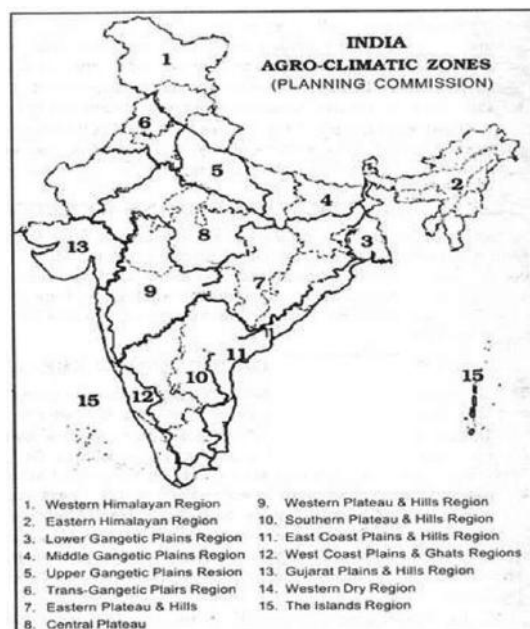 INDIA
AGRO-CLIMATIC ZONES
(PLANNING COMMISSION)
1
6
5
2
4
13
8
3
9
7
11
15
10
15
12
1. Western Himalayan Region
2. Eastern Himalayan Region
3. Lower Gangetic Plains Region
4. Middle Gangetic Plains Region
5. Upper Gangetic Plains Resion
6. Trans-Gangetic Plairs Region
7. Eastern Plateau & Hills
8. Central Plateau
9. Western Plateau & Hills Region
10. Southern Plateau & Hills Region
11. East Coast Plains & Hills Region
12. West Coast Plains & Ghats Regions
13. Gujarat Plains & Hills Region
14. Western Dry Region
15. The Islands Region